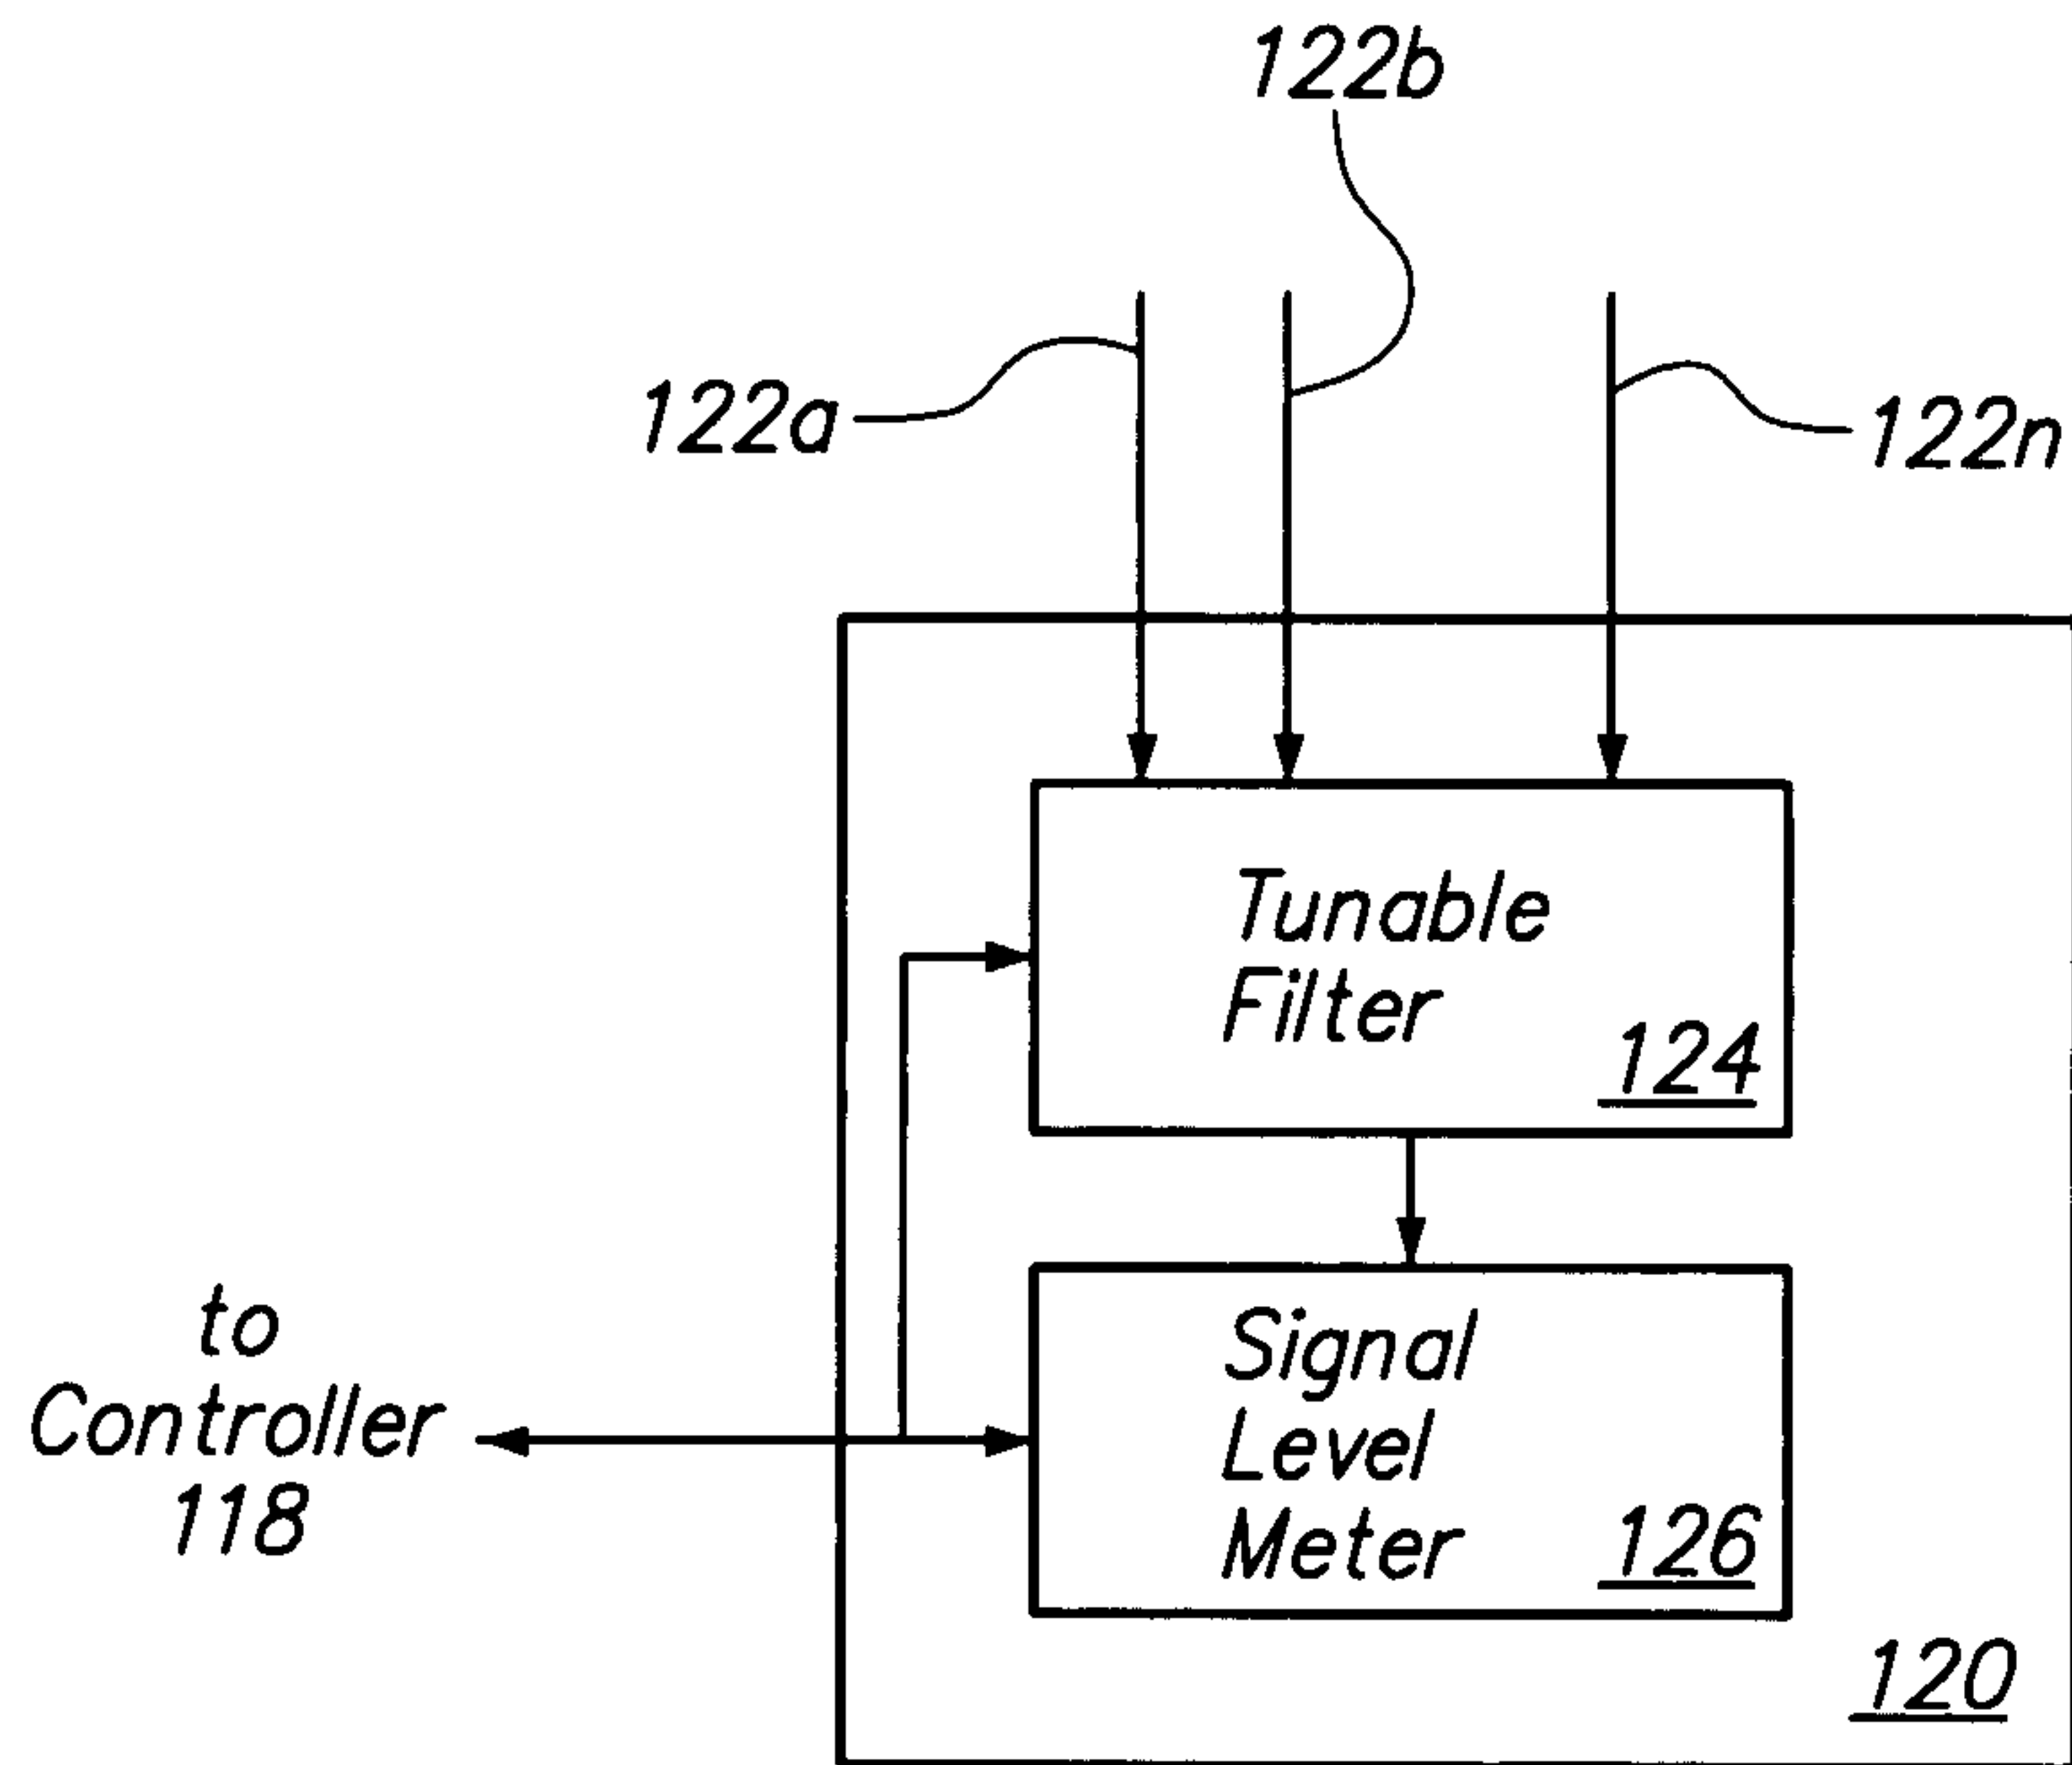 122b
122a
122n
Tunable
Filter
124
to
Controller
118
Signal
Level
Meter
126
120